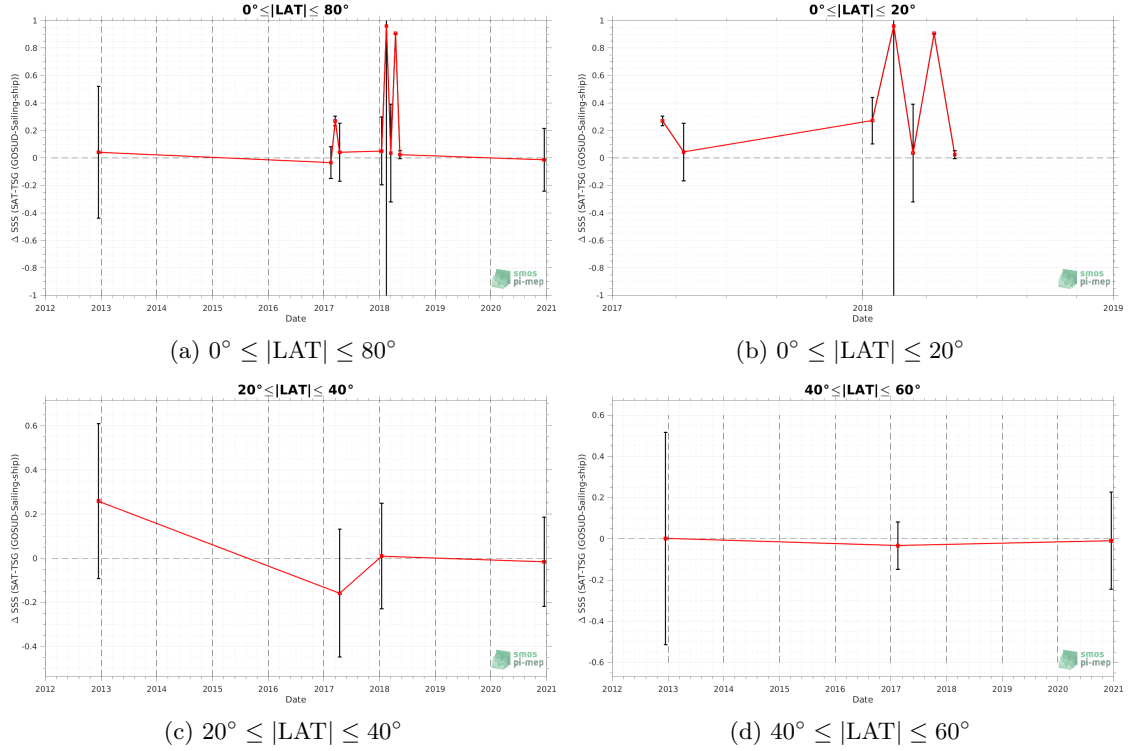 0°≤|LAT|≤ 80°
Δ SSS (SAT-TSG (GOSUD-Sailing-ship))
1
0.8
0.6
0.4
0.2
0
-0.2
-0.4
-0.6
-0.8
-1
2012 2013 2014 2015 2016 2017 2018 2019 2020 2021
Date
smos
pi-mep
(a) 0° ≤ |LAT| ≤ 80°
0°≤|LAT|≤ 20°
Δ SSS (SAT-TSG (GOSUD-Sailing-ship))
1
0.8
0.6
0.4
0.2
0
-0.2
-0.4
-0.6
-0.8
-1
2017 2018 2019
Date
smos
pi-mep
(b) 0° ≤ |LAT| ≤ 20°
20°≤|LAT|≤ 40°
Δ SSS (SAT-TSG (GOSUD-Sailing-ship))
0.6
0.4
0.2
0
-0.2
-0.4
2012 2013 2014 2015 2016 2017 2018 2019 2020 2021
Date
smos
pi-mep
(c) 20° ≤ |LAT| ≤ 40°
40°≤|LAT|≤ 60°
Δ SSS (SAT-TSG (GOSUD-Sailing-ship))
0.6
0.4
0.2
0
-0.2
-0.4
-0.6
2012 2013 2014 2015 2016 2017 2018 2019 2020 2021
Date
smos
pi-mep
(d) 40° ≤ |LAT| ≤ 60°